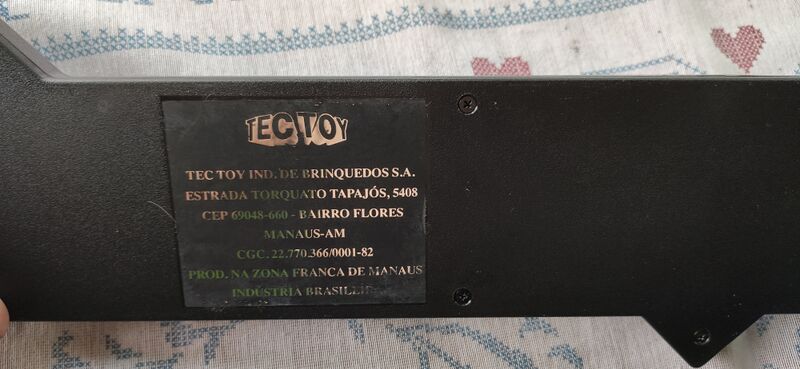 TEC TOY
TEC TOY IND. DE BRINQUEDOS S.A.
ESTRADA TORQUATO TAPAJÓS, 5408
CEP 69048-660 - BAIRRO FLORES
MANAUS-AM
CGC. 22.770.366/0001-82
PROD. NA ZONA FRANCA DE MANAUS
INDÚSTRIA BRASILEIRA